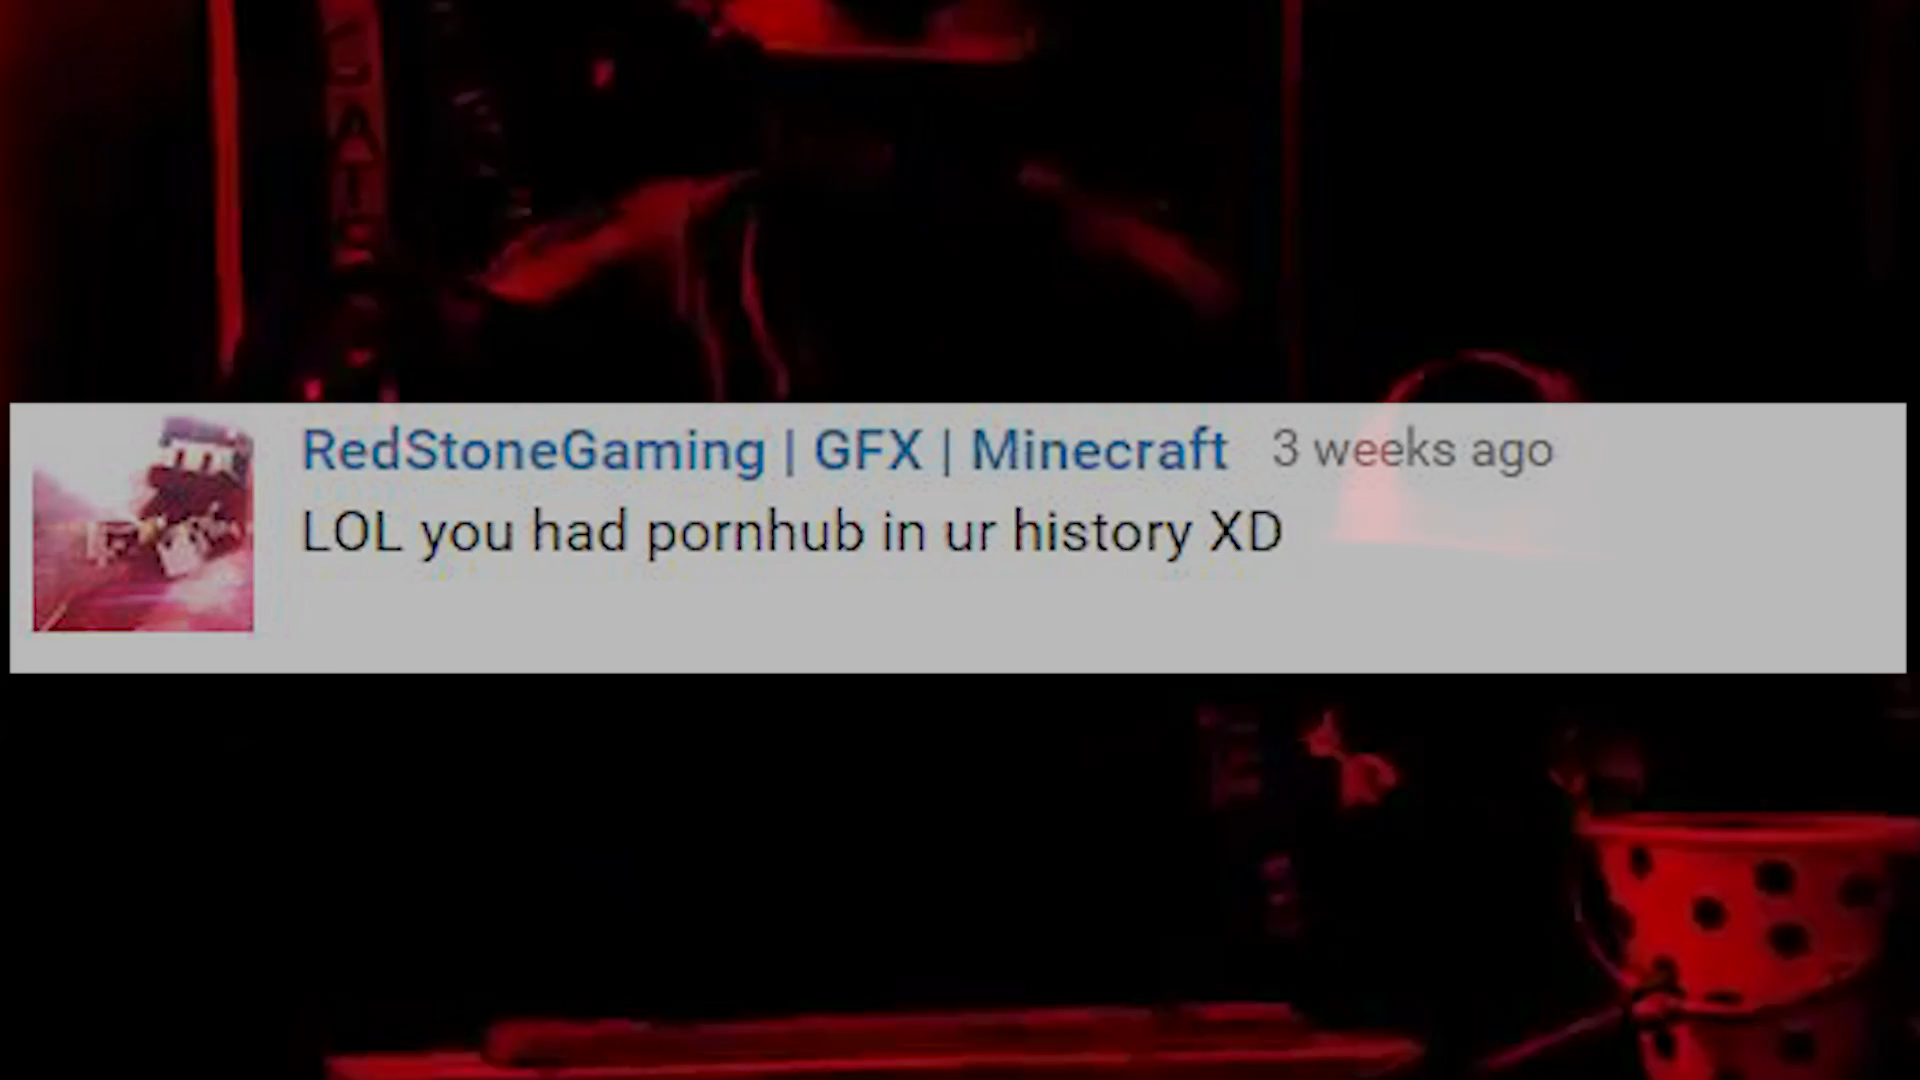 RedStoneGaming | GFX | Minecraft 3 weeks ago
LOL you had pornhub in ur history XD